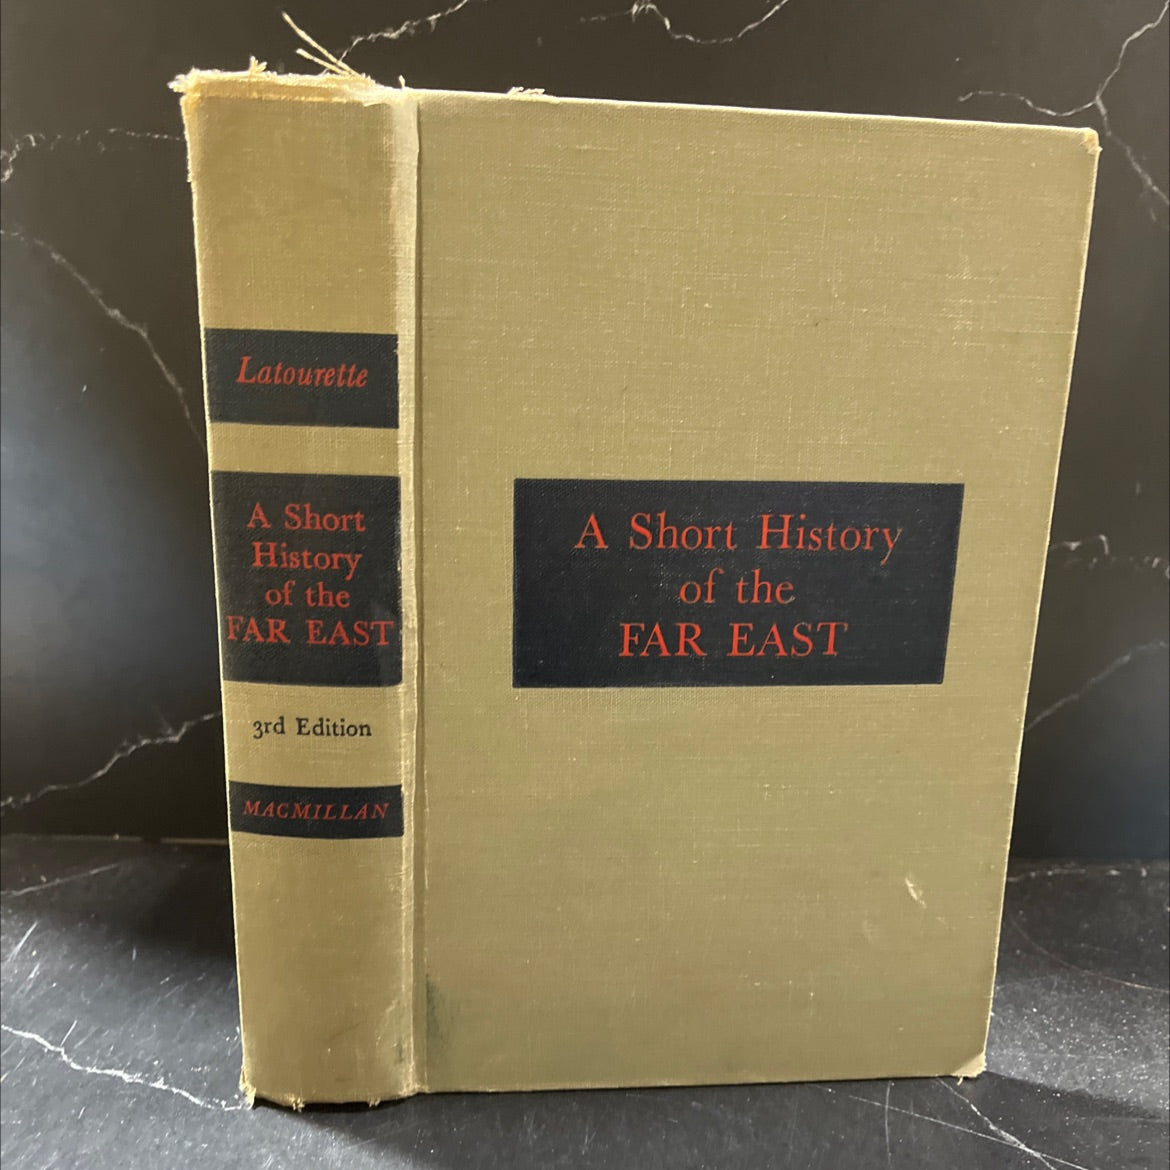 Latourette
A Short
History
of the
FAR EAST
3rd Edition
MACMILLAN
A Short History
of the
FAR EAST